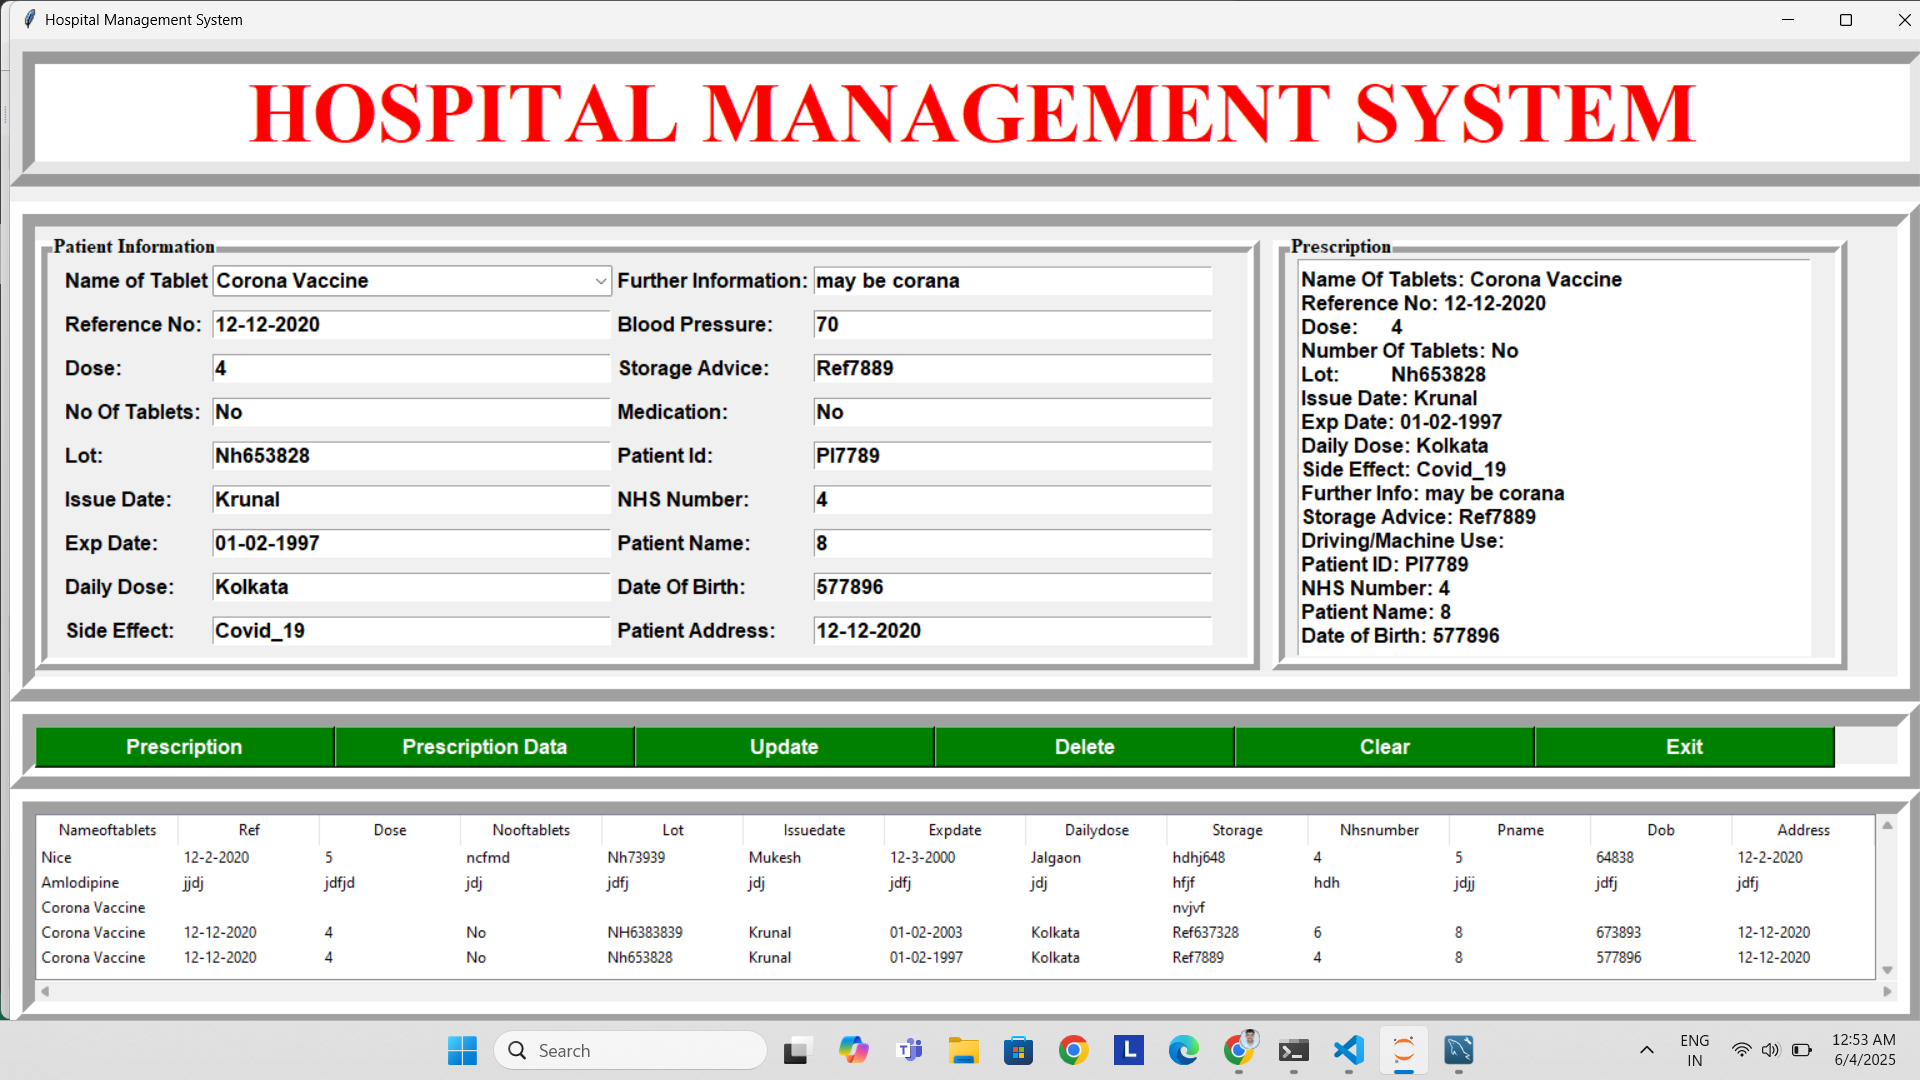 Hospital Management System
HOSPITAL MANAGEMENT SYSTEM
Patient Information
Name of Tablet Corona Vaccine Further Information: may be corana
Reference No: 12-12-2020 Blood Pressure: 70
Dose: 4 Storage Advice: Ref7889
No Of Tablets: No Medication: No
Lot: Nh653828 Patient Id: PI7789
Issue Date: Krunal NHS Number: 4
Exp Date: 01-02-1997 Patient Name: 8
Daily Dose: Kolkata Date Of Birth: 577896
Side Effect: Covid_19 Patient Address: 12-12-2020
Prescription
Name Of Tablets: Corona Vaccine
Reference No: 12-12-2020
Dose: 4
Number Of Tablets: No
Lot: Nh653828
Issue Date: Krunal
Exp Date: 01-02-1997
Daily Dose: Kolkata
Side Effect: Covid_19
Further Info: may be corana
Storage Advice: Ref7889
Driving/Machine Use:
Patient ID: PI7789
NHS Number: 4
Patient Name: 8
Date of Birth: 577896
Prescription Prescription Data Update Delete Clear Exit
Nameoftablets Ref Dose Nooftablets Lot Issuedate Expdate Dailydose Storage Nhsnumber Pname Dob Address
Nice 12-2-2020 5 ncfmd Nh73939 Mukesh 12-3-2000 Jalgaon hdhj648 4 5 64838 12-2-2020
Amlodipine jjdj jdfjd jdj jdfj jdj jdfj jdj hfjf hdh jdjj jdfj jdfj
Corona Vaccine nvjvf
Corona Vaccine 12-12-2020 4 No NH6383839 Krunal 01-02-2003 Kolkata Ref637328 6 8 673893 12-12-2020
Corona Vaccine 12-12-2020 4 No Nh653828 Krunal 01-02-1997 Kolkata Ref7889 4 8 577896 12-12-2020
Search
L
ENG
IN
12:53 AM
6/4/2025